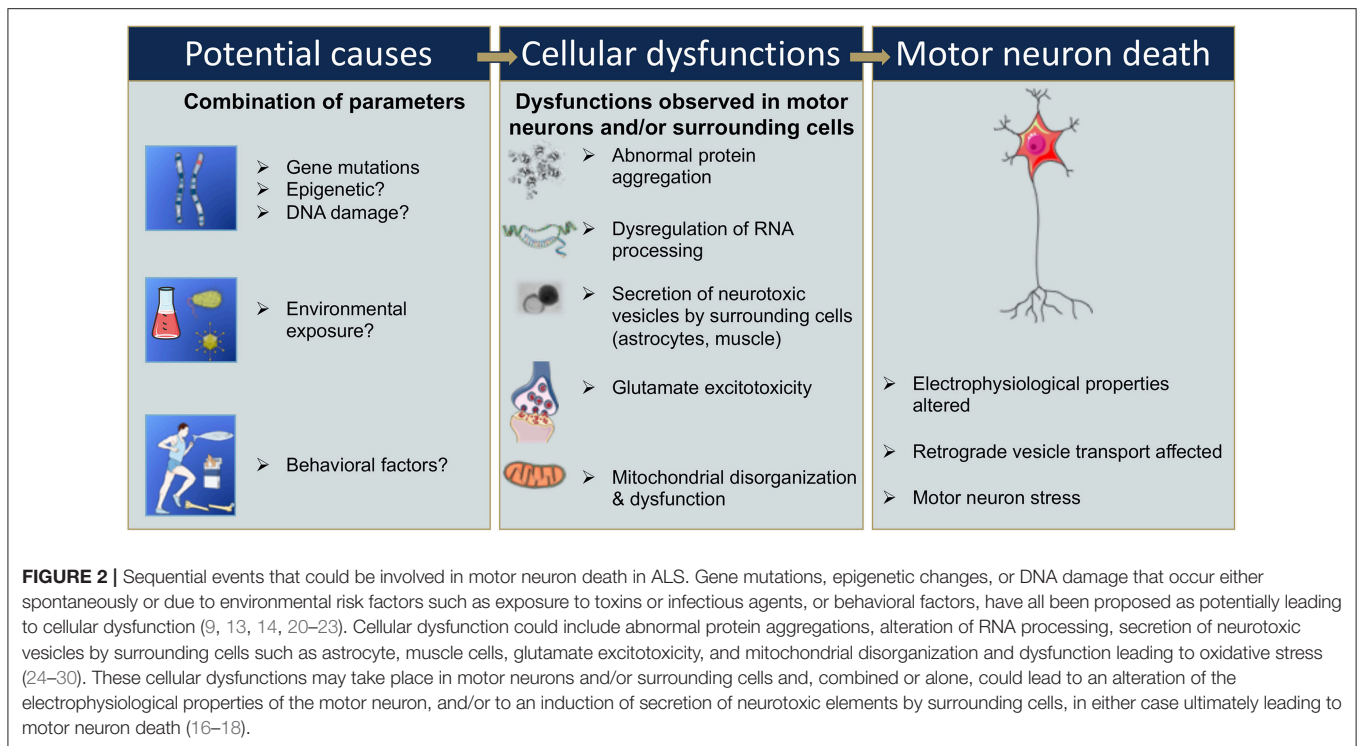 Potential causes
Combination of parameters
Gene mutations
Epigenetic?
DNA damage?
Environmental
exposure?
Behavioral factors?
Cellular dysfunctions
Dysfunctions observed in motor
neurons and/or surrounding cells
Abnormal protein
aggregation
Dysregulation of RNA
processing
Secretion of neurotoxic
vesicles by surrounding cells
(astrocytes, muscle)
Glutamate excitotoxicity
Mitochondrial disorganization
& dysfunction
Motor neuron death
Electrophysiological properties
altered
Retrograde vesicle transport affected
Motor neuron stress
FIGURE 2 | Sequential events that could be involved in motor neuron death in ALS. Gene mutations, epigenetic changes, or DNA damage that occur either
spontaneously or due to environmental risk factors such as exposure to toxins or infectious agents, or behavioral factors, have all been proposed as potentially leading
to cellular dysfunction (9, 13, 14, 20–23). Cellular dysfunction could include abnormal protein aggregations, alteration of RNA processing, secretion of neurotoxic
vesicles by surrounding cells such as astrocyte, muscle cells, glutamate excitotoxicity, and mitochondrial disorganization and dysfunction leading to oxidative stress
(24–30). These cellular dysfunctions may take place in motor neurons and/or surrounding cells and, combined or alone, could lead to an alteration of the
electrophysiological properties of the motor neuron, and/or to an induction of secretion of neurotoxic elements by surrounding cells, in either case ultimately leading to
motor neuron death (16–18).